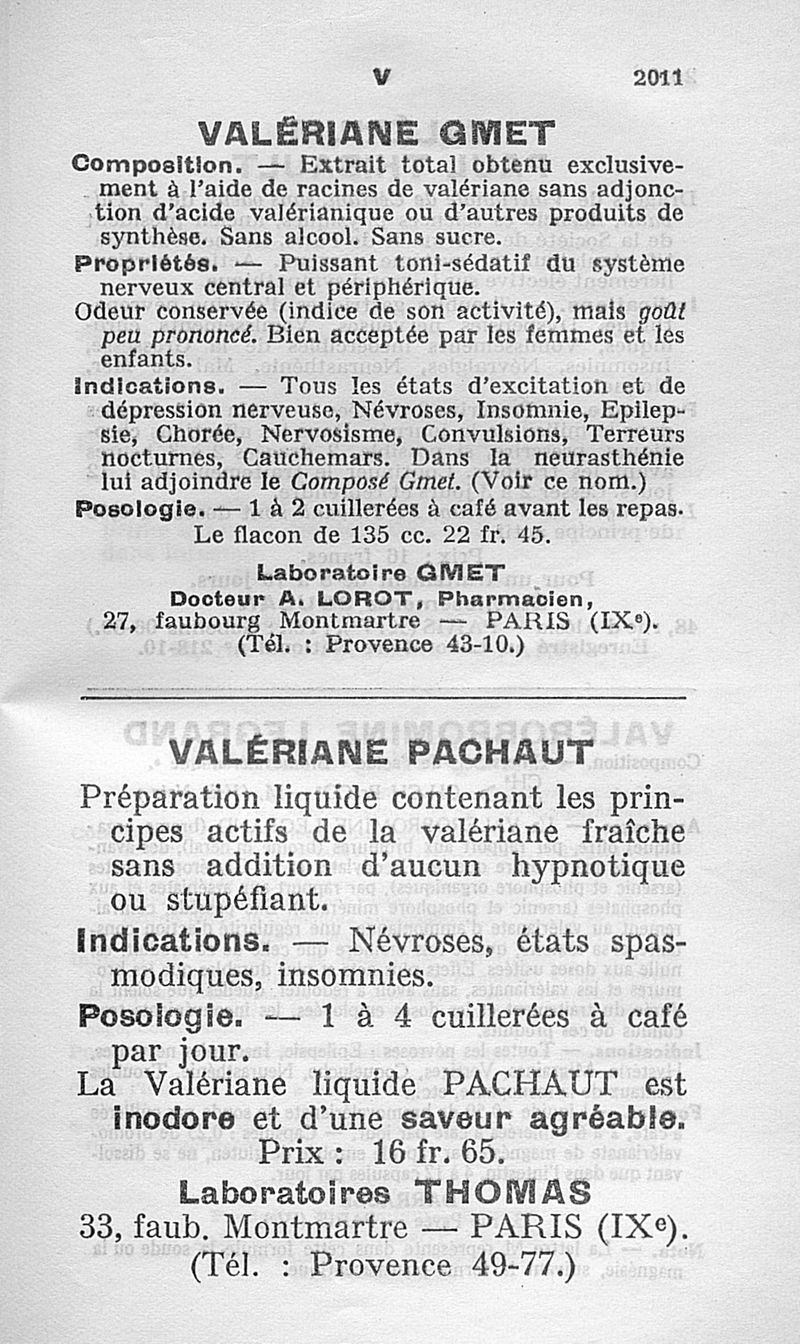 V 2011
VALÉRIANE GMET
Composition. — Extrait total obtenu exclusive-
ment à l'aide de racines de valériane sans adjonc-
tion d'acide valérianique ou d'autres produits de
synthèse. Sans alcool. Sans sucre.
Propriétés. — Puissant toni-sédatif du système
nerveux central et périphérique.
Odeur conservée (indice de son activité), mais goût
peu prononcé. Bien acceptée par les femmes et les
enfants.
Indications. — Tous les états d'excitation et de
dépression nerveuse, Névroses, Insomnie, Epilep-
sie, Chorée, Nervosisme, Convulsions, Terreurs
nocturnes, Cauchemars. Dans la neurasthénie
lui adjoindre le Composé Gmet. (Voir ce nom.)
Posologie. — 1 à 2 cuillerées à café avant les repas.
Le flacon de 135 cc. 22 fr. 45.
Laboratoire GMET
Docteur A. LOROT, Pharmacien,
27, faubourg Montmartre — PARIS (IXe).
(Tél. : Provence 43-10.)
VALÉRIANE PACHAUT
Préparation liquide contenant les prin-
cipes actifs de la valériane fraîche
sans addition d'aucun hypnotique
ou stupéfiant.
Indications. — Névroses, états spas-
modiques, insomnies.
Posologie. — 1 à 4 cuillerées à café
par jour.
La Valériane liquide PACHAUT est
inodore et d'une saveur agréable.
Prix : 16 fr. 65.
Laboratoires THOMAS
33, faub. Montmartre — PARIS (IXe).
(Tél. : Provence 49-77.)